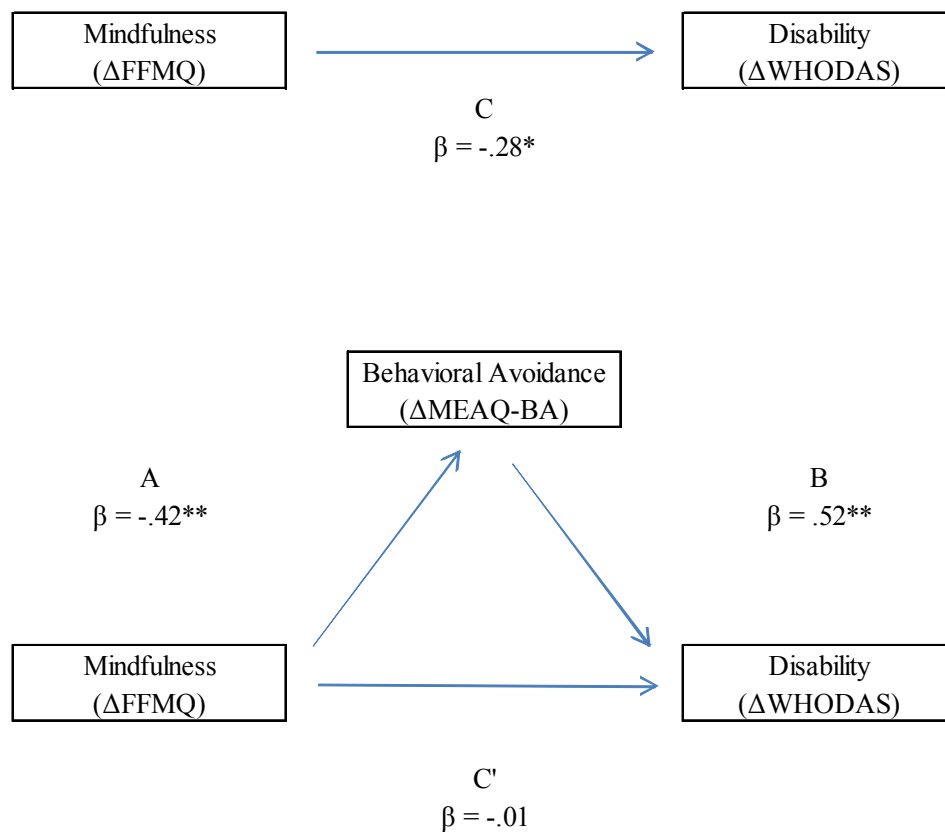 Mindfulness
(ΔFFMQ)
Disability
(ΔWHODAS)
C
β = -.28*
Behavioral Avoidance
(ΔMEAQ-BA)
A
β = -.42**
B
β = .52**
Mindfulness
(ΔFFMQ)
Disability
(ΔWHODAS)
C'
β = -.01